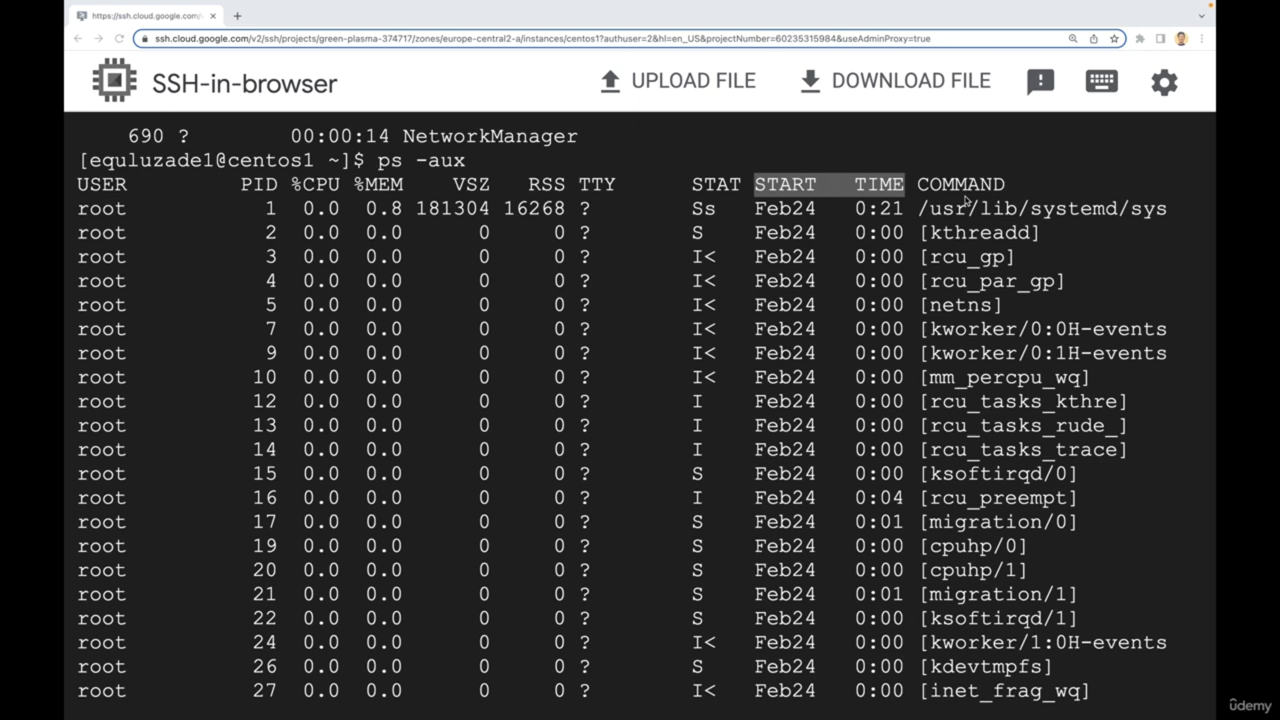 https://ssh.cloud.google.com/v
ssh.cloud.google.com/v2/ssh/projects/green-plasma-374717/zones/europe-central2-a/instances/centos1?authuser=2&hl=en_US&projectNumber=60235315984&useAdminProxy=true
SSH-in-browser UPLOAD FILE DOWNLOAD FILE
690 ? 00:00:14 NetworkManager
[equluzade1@centos1 ~]$ ps -aux
USER PID %CPU %MEM VSZ RSS TTY STAT START TIME COMMAND
root 1 0.0 0.8 181304 16268 ? Ss Feb24 0:21 /usr/lib/systemd/sys
root 2 0.0 0.0 0 0 ? S Feb24 0:00 [kthreadd]
root 3 0.0 0.0 0 0 ? I< Feb24 0:00 [rcu_gp]
root 4 0.0 0.0 0 0 ? I< Feb24 0:00 [rcu_par_gp]
root 5 0.0 0.0 0 0 ? I< Feb24 0:00 [netns]
root 7 0.0 0.0 0 0 ? I< Feb24 0:00 [kworker/0:0H-events
root 9 0.0 0.0 0 0 ? I< Feb24 0:00 [kworker/0:1H-events
root 10 0.0 0.0 0 0 ? I< Feb24 0:00 [mm_percpu_wq]
root 12 0.0 0.0 0 0 ? I Feb24 0:00 [rcu_tasks_kthre]
root 13 0.0 0.0 0 0 ? I Feb24 0:00 [rcu_tasks_rude_]
root 14 0.0 0.0 0 0 ? I Feb24 0:00 [rcu_tasks_trace]
root 15 0.0 0.0 0 0 ? S Feb24 0:00 [ksoftirqd/0]
root 16 0.0 0.0 0 0 ? I Feb24 0:04 [rcu_preempt]
root 17 0.0 0.0 0 0 ? S Feb24 0:01 [migration/0]
root 19 0.0 0.0 0 0 ? S Feb24 0:00 [cpuhp/0]
root 20 0.0 0.0 0 0 ? S Feb24 0:00 [cpuhp/1]
root 21 0.0 0.0 0 0 ? S Feb24 0:01 [migration/1]
root 22 0.0 0.0 0 0 ? S Feb24 0:00 [ksoftirqd/1]
root 24 0.0 0.0 0 0 ? I< Feb24 0:00 [kworker/1:0H-events
root 26 0.0 0.0 0 0 ? S Feb24 0:00 [kdevtmpfs]
root 27 0.0 0.0 0 0 ? I< Feb24 0:00 [inet_frag_wq]
ûdemy